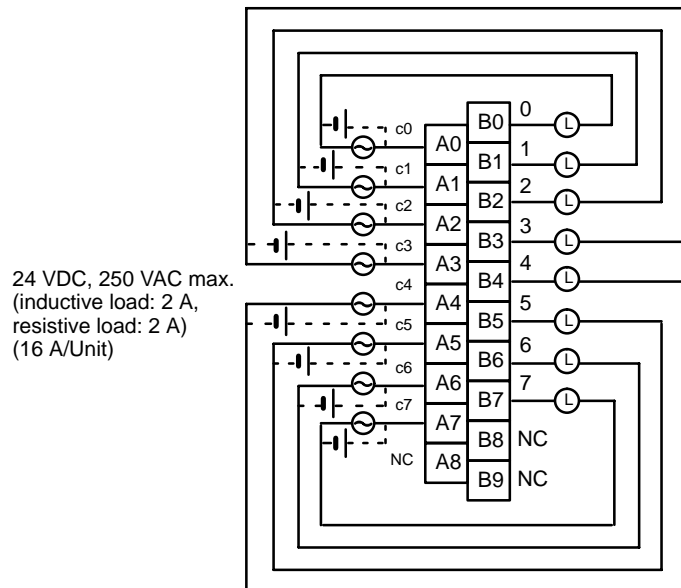 c0
B0
0
L
A0
c1
B1
1
L
A1
c2
B2
2
L
A2
c3
B3
3
L
A3
c4
B4
4
L
A4
c5
B5
5
L
A5
c6
B6
6
L
A6
c7
B7
7
L
A7
NC
B8
NC
A8
B9
NC
24 VDC, 250 VAC max.
(inductive load: 2 A,
resistive load: 2 A)
(16 A/Unit)